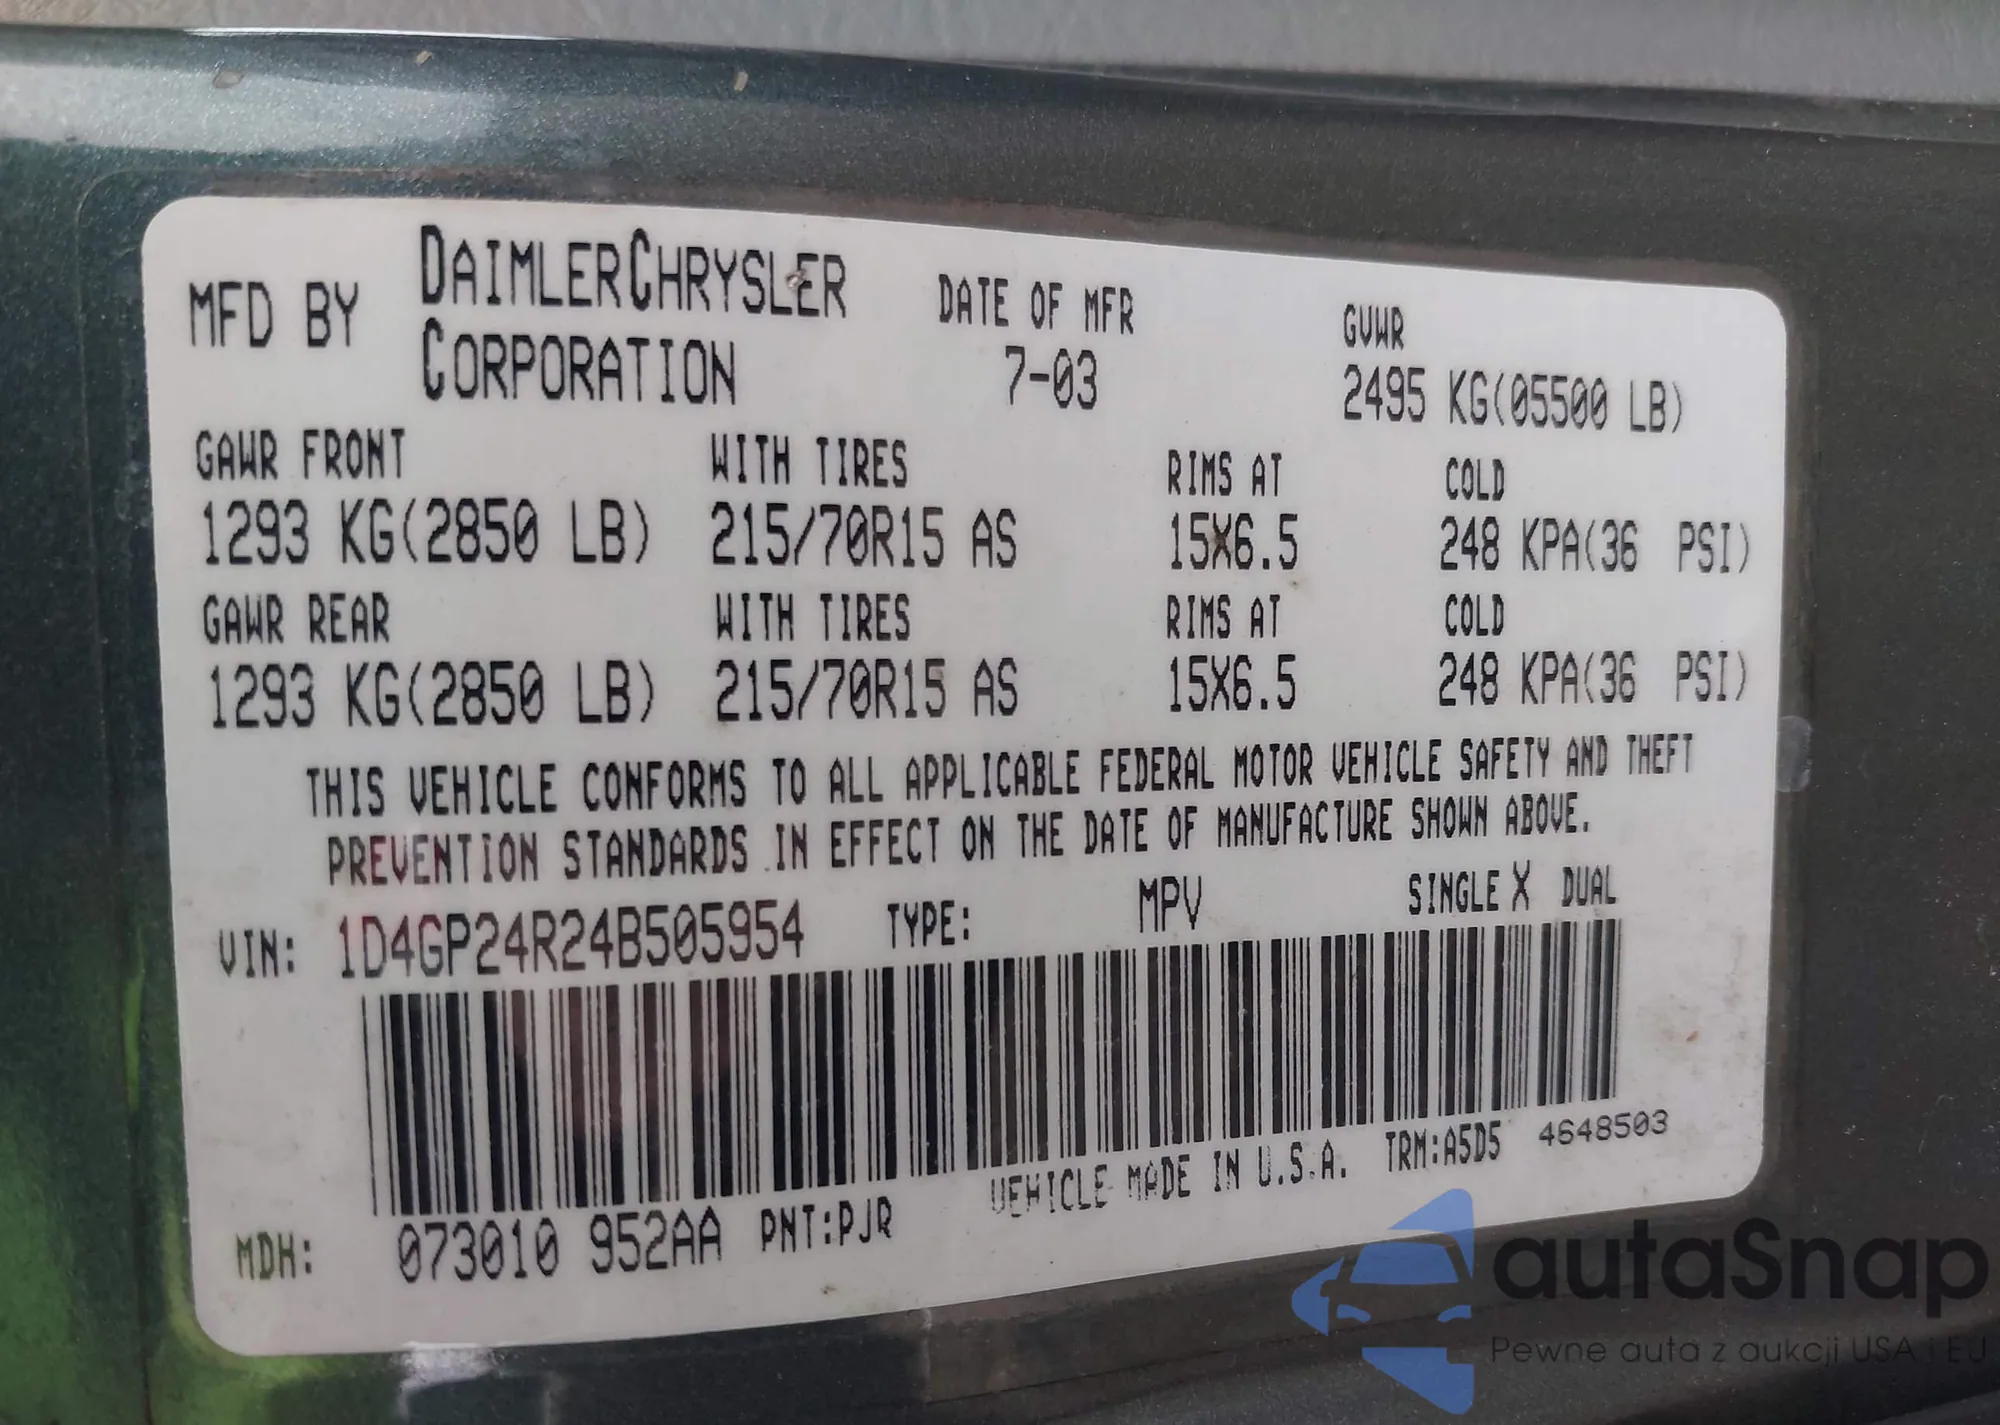 MFD BY DAIMLERCHRYSLER CORPORATION
DATE OF MFR 7-03
GVWR 2495 KG(05500 LB)
GAWR FRONT WITH TIRES RIMS AT COLD
1293 KG(2850 LB) 215/70R15 AS 15X6.5 248 KPA(36 PSI)
GAWR REAR WITH TIRES RIMS AT COLD
1293 KG(2850 LB) 215/70R15 AS 15X6.5 248 KPA(36 PSI)
THIS VEHICLE CONFORMS TO ALL APPLICABLE FEDERAL MOTOR VEHICLE SAFETY AND THEFT
PREVENTION STANDARDS IN EFFECT ON THE DATE OF MANUFACTURE SHOWN ABOVE.
VIN: 1D4GP24R24B505954 TYPE: MPV SINGLE X DUAL
MDH: 073010 952AA PNT:PJR VEHICLE MADE IN U.S.A. TRM:A5D5 4648503
autaSnap
Pewne auta z aukcji USA i EU